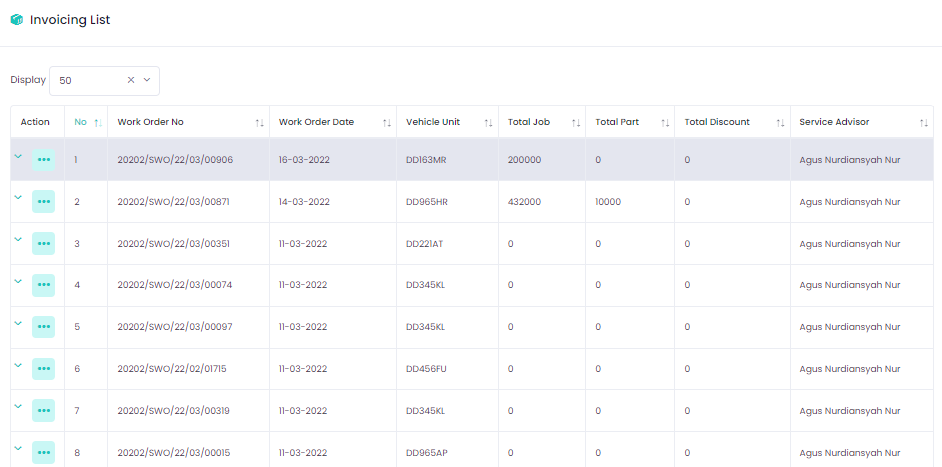 Invoicing List
Display 50
Action No Work Order No Work Order Date Vehicle Unit Total Job Total Part Total Discount Service Advisor
1 20202/SWO/22/03/00906 16-03-2022 DD163MR 200000 0 0 Agus Nurdiansyah Nur
2 20202/SWO/22/03/00871 14-03-2022 DD965HR 432000 10000 0 Agus Nurdiansyah Nur
3 20202/SWO/22/03/00351 11-03-2022 DD221AT 0 0 0 Agus Nurdiansyah Nur
4 20202/SWO/22/03/00074 11-03-2022 DD345KL 0 0 0 Agus Nurdiansyah Nur
5 20202/SWO/22/03/00097 11-03-2022 DD345KL 0 0 0 Agus Nurdiansyah Nur
6 20202/SWO/22/02/01715 11-03-2022 DD456FU 0 0 0 Agus Nurdiansyah Nur
7 20202/SWO/22/03/00319 11-03-2022 DD345KL 0 0 0 Agus Nurdiansyah Nur
8 20202/SWO/22/03/00015 11-03-2022 DD965AP 0 0 0 Agus Nurdiansyah Nur